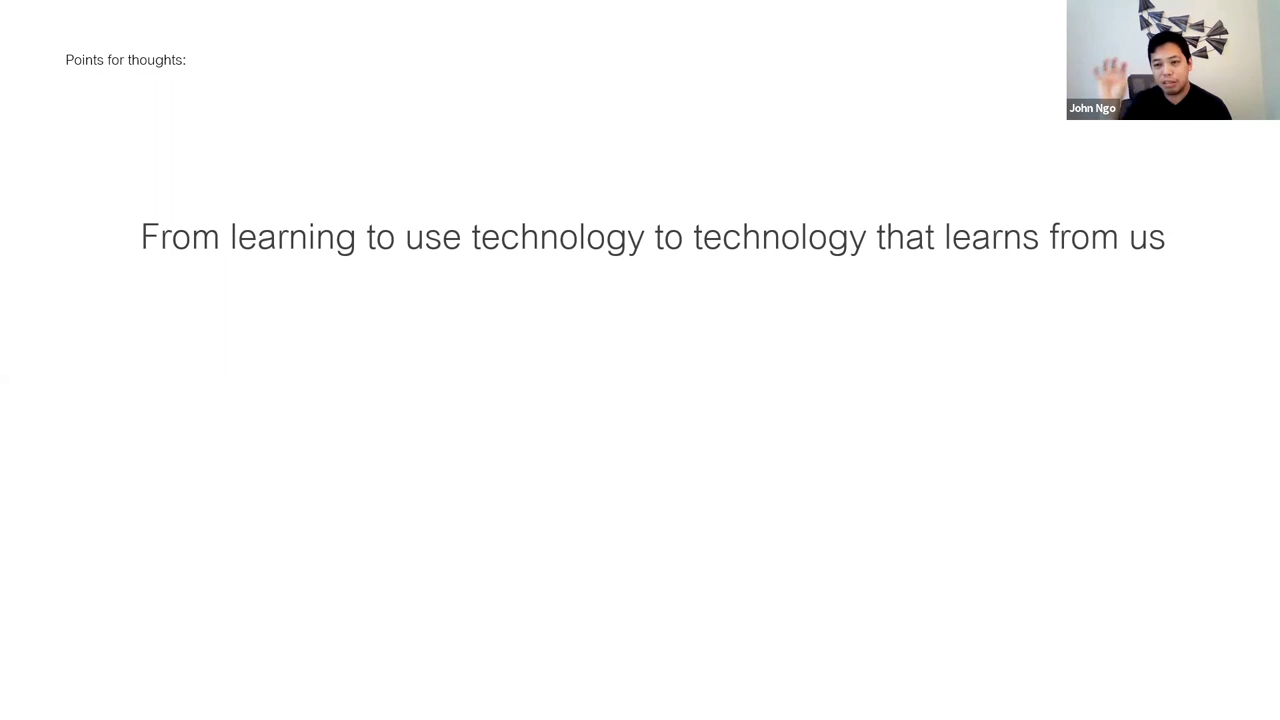 Points for thoughts:
John Ngo
From learning to use technology to technology that learns from us